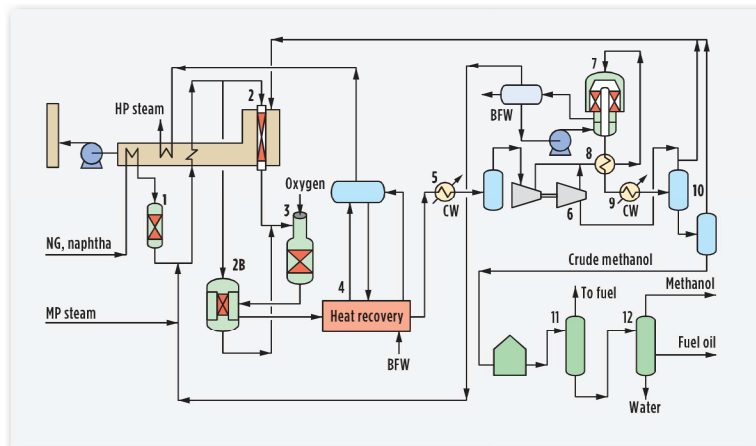 7
2
HP steam
BFW
8
Oxygen
5
1
3
10
CW
9
CW
6
NG, naphtha
2B
4
Crude methanol
Methanol
MP steam
Heat recovery
To fuel
11
12
Fuel oil
BFW
Water